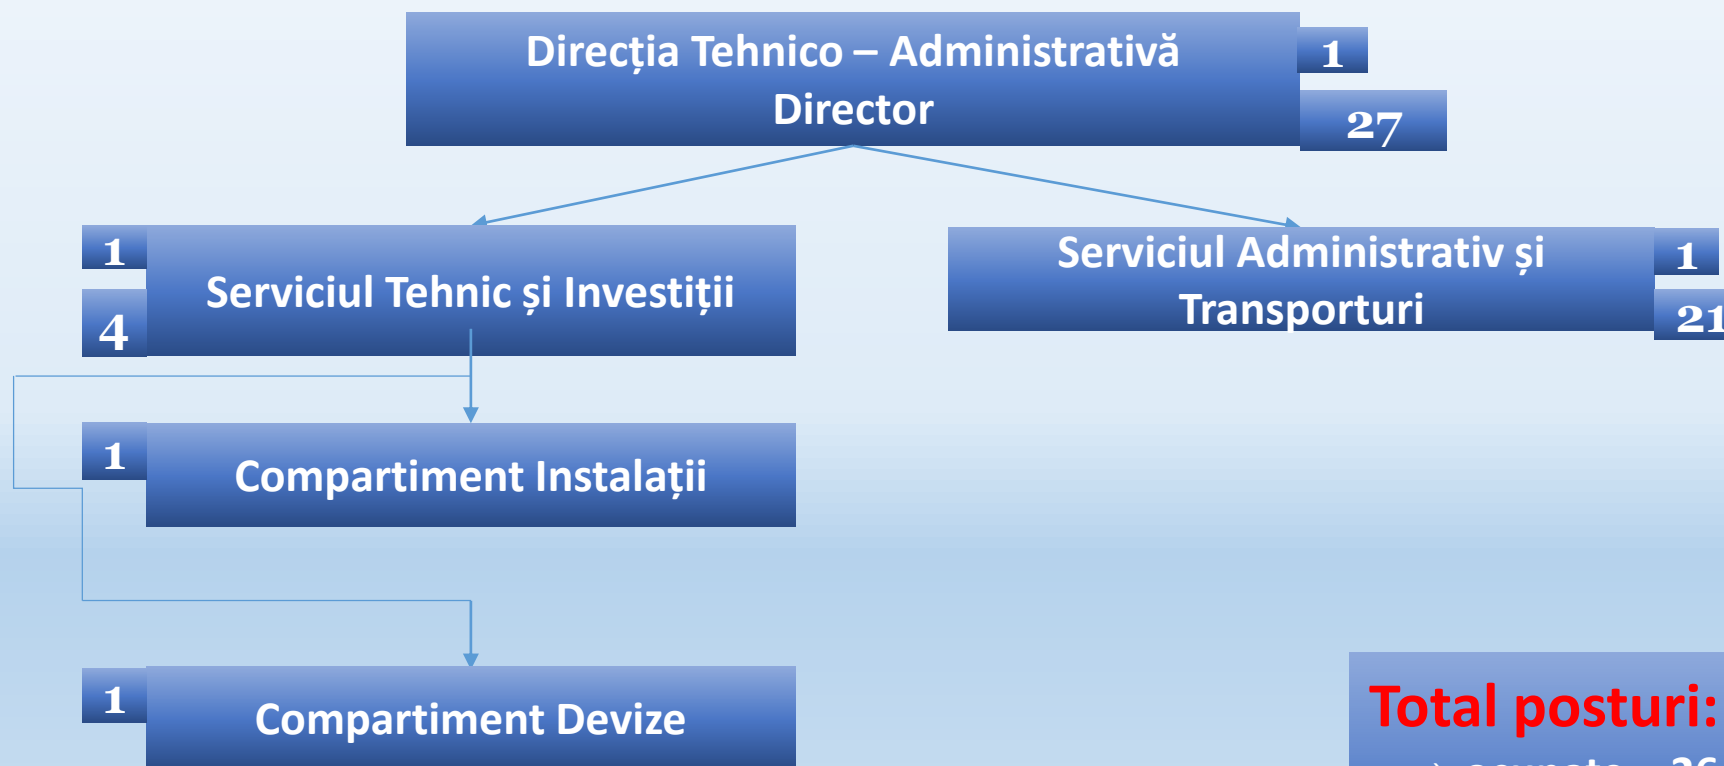 Direcția Tehnico – Administrativă
Director
1
27
1
4
Serviciul Tehnic și Investiții
Serviciul Administrativ și
Transporturi
1
21
1
Compartiment Instalații
1
Compartiment Devize
Total posturi: